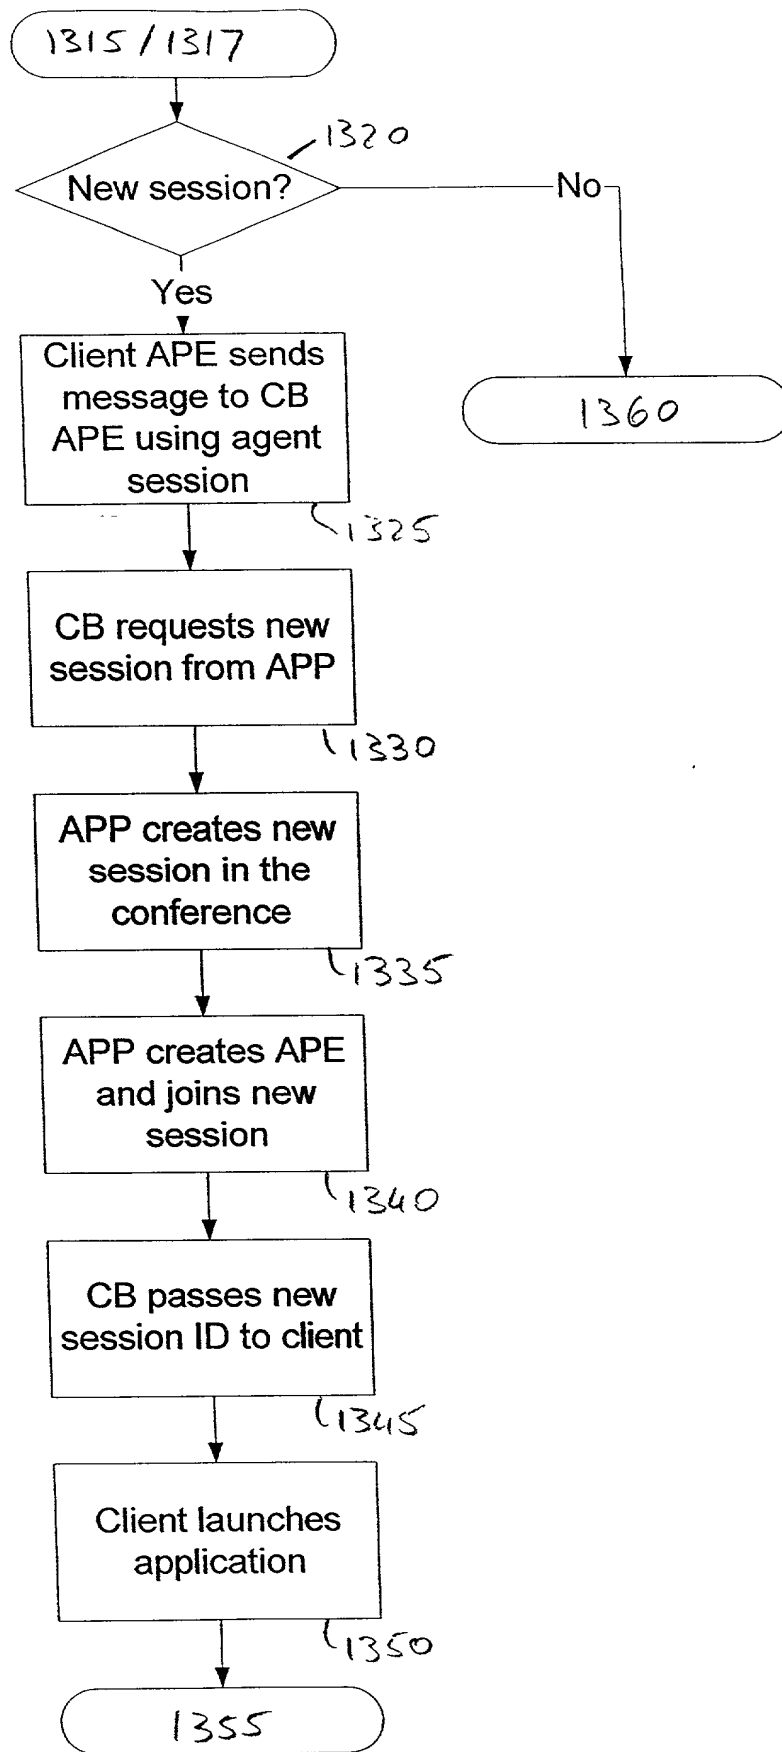 1315 / 1317
1320
New session?
No
Yes
Client APE sends
message to CB
APE using agent
session
1360
1325
CB requests new
session from APP
1330
APP creates new
session in the
conference
1335
APP creates APE
and joins new
session
1340
CB passes new
session ID to client
1345
Client launches
application
1350
1355